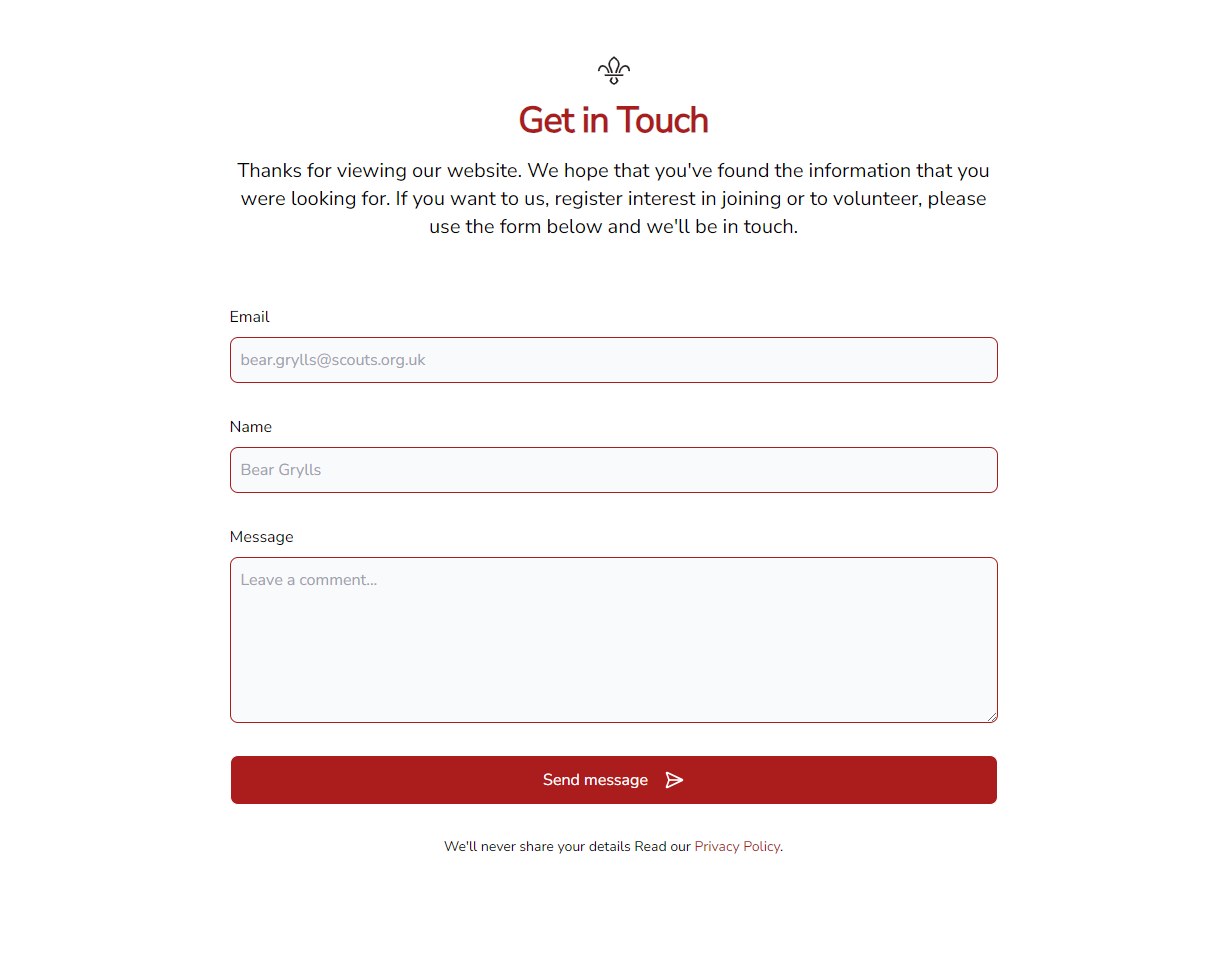 Get in Touch
Thanks for viewing our website. We hope that you've found the information that you
were looking for. If you want to us, register interest in joining or to volunteer, please
use the form below and we'll be in touch.
Email
bear.grylls@scouts.org.uk
Name
Bear Grylls
Message
Leave a comment...
Send message
We'll never share your details Read our Privacy Policy.